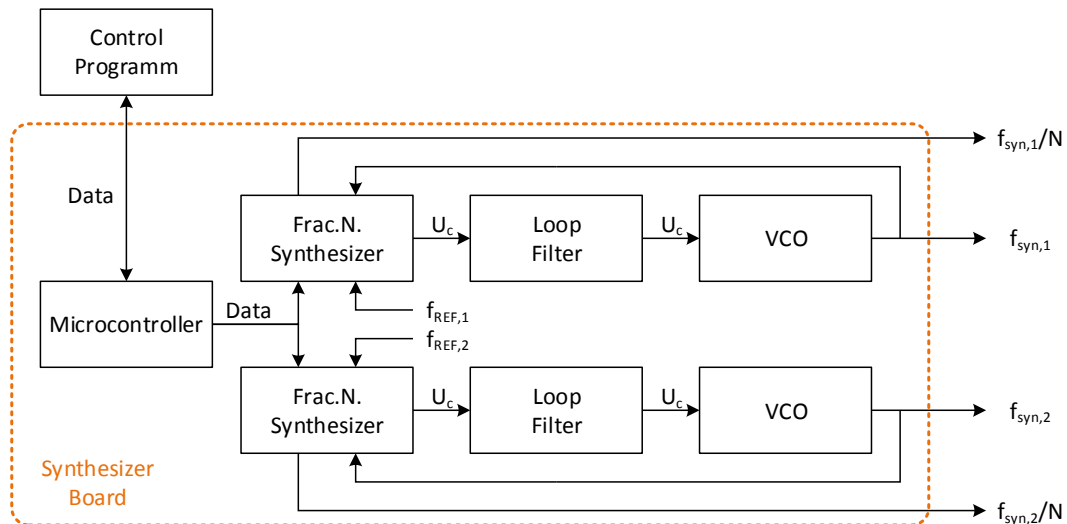 Control
Programm
Data
f_syn,1/N
Frac.N.
Synthesizer
U_c
Loop
Filter
U_c
VCO
f_syn,1
Microcontroller
Data
f_REF,1
f_REF,2
Frac.N.
Synthesizer
U_c
Loop
Filter
U_c
VCO
f_syn,2
Synthesizer
Board
f_syn,2/N